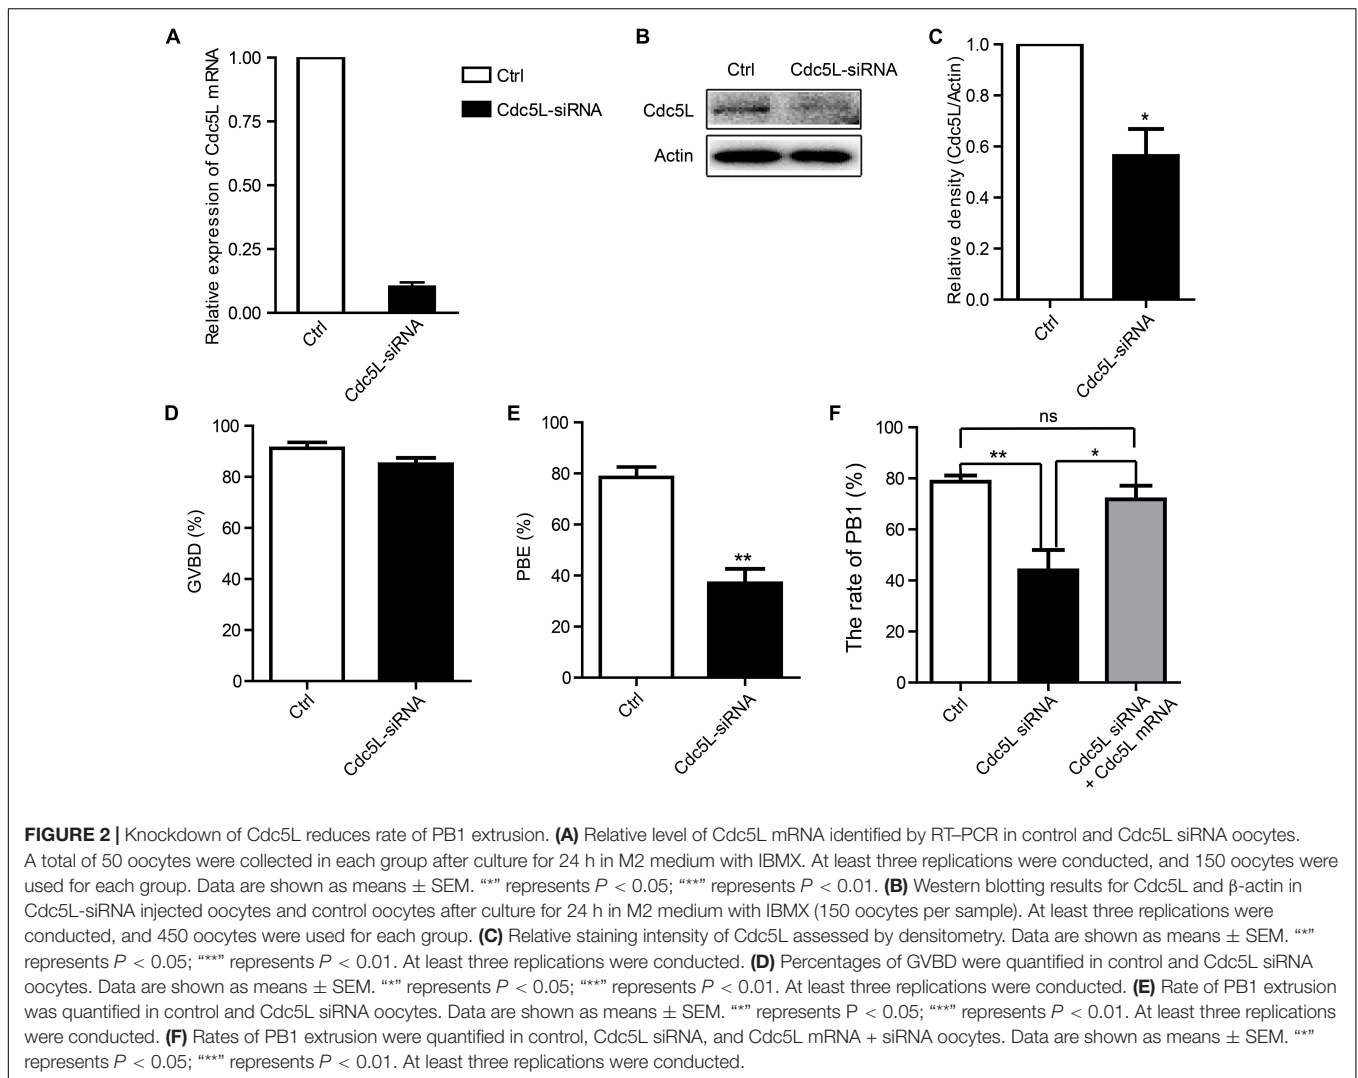 A
Relative expression of Cdc5L mRNA
1.00
0.75
0.50
0.25
0.00
Ctrl
Cdc5L-siRNA
Ctrl
Cdc5L-siRNA
B
Ctrl Cdc5L-siRNA
Cdc5L
Actin
C
Relative density (Cdc5L/Actin)
1.0
0.8
0.6
0.4
0.2
0.0
*
Ctrl
Cdc5L-siRNA
D
GVBD (%)
100
80
60
40
20
0
Ctrl
Cdc5L-siRNA
E
PBE (%)
100
80
60
40
20
0
**
Ctrl
Cdc5L-siRNA
F
The rate of PB1 (%)
100
80
60
40
20
0
ns
**
*
Ctrl
Cdc5L siRNA
Cdc5L siRNA
+ Cdc5L mRNA
FIGURE 2 | Knockdown of Cdc5L reduces rate of PB1 extrusion. (A) Relative level of Cdc5L mRNA identified by RT–PCR in control and Cdc5L siRNA oocytes.
A total of 50 oocytes were collected in each group after culture for 24 h in M2 medium with IBMX. At least three replications were conducted, and 150 oocytes were
used for each group. Data are shown as means ± SEM. “*” represents P < 0.05; “**” represents P < 0.01. (B) Western blotting results for Cdc5L and β-actin in
Cdc5L-siRNA injected oocytes and control oocytes after culture for 24 h in M2 medium with IBMX (150 oocytes per sample). At least three replications were
conducted, and 450 oocytes were used for each group. (C) Relative staining intensity of Cdc5L assessed by densitometry. Data are shown as means ± SEM. “*”
represents P < 0.05; “**” represents P < 0.01. At least three replications were conducted. (D) Percentages of GVBD were quantified in control and Cdc5L siRNA
oocytes. Data are shown as means ± SEM. “*” represents P < 0.05; “**” represents P < 0.01. At least three replications were conducted. (E) Rate of PB1 extrusion
was quantified in control and Cdc5L siRNA oocytes. Data are shown as means ± SEM. “*” represents P < 0.05; “**” represents P < 0.01. At least three replications
were conducted. (F) Rates of PB1 extrusion were quantified in control, Cdc5L siRNA, and Cdc5L mRNA + siRNA oocytes. Data are shown as means ± SEM. “*”
represents P < 0.05; “**” represents P < 0.01. At least three replications were conducted.